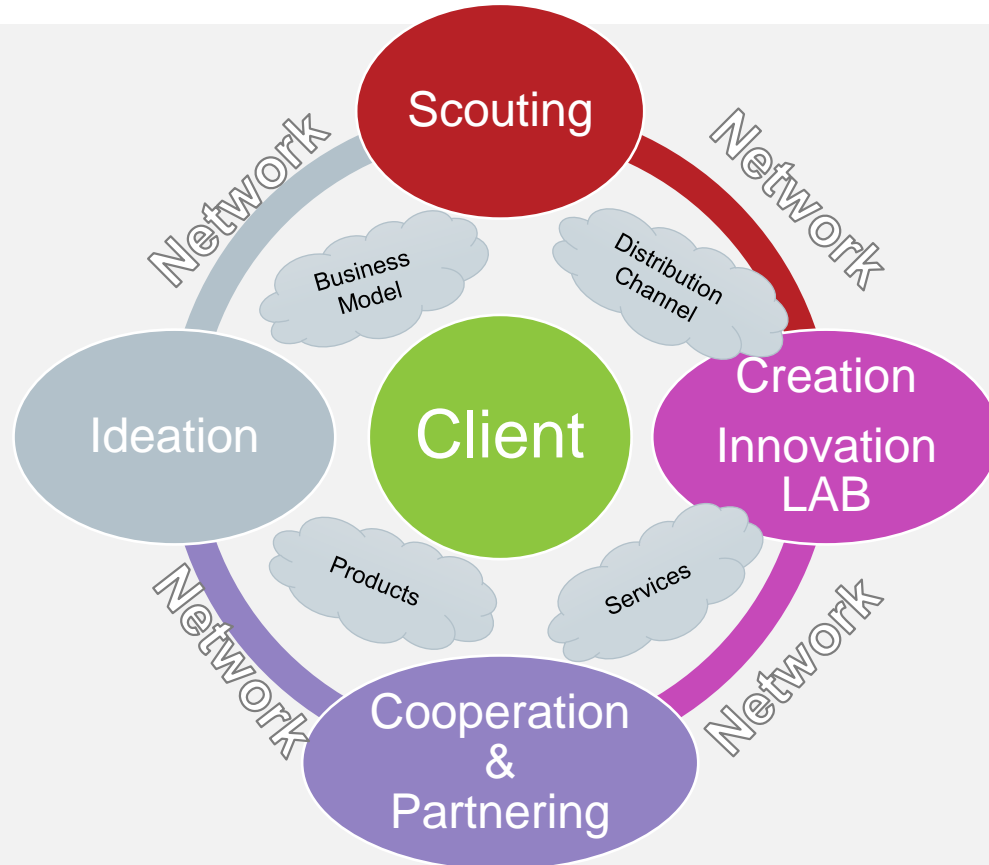 Scouting
Network
Network
Business
Model
Distribution
Channel
Ideation
Client
Creation
Innovation
LAB
Products
Services
Network
Network
Cooperation
&
Partnering